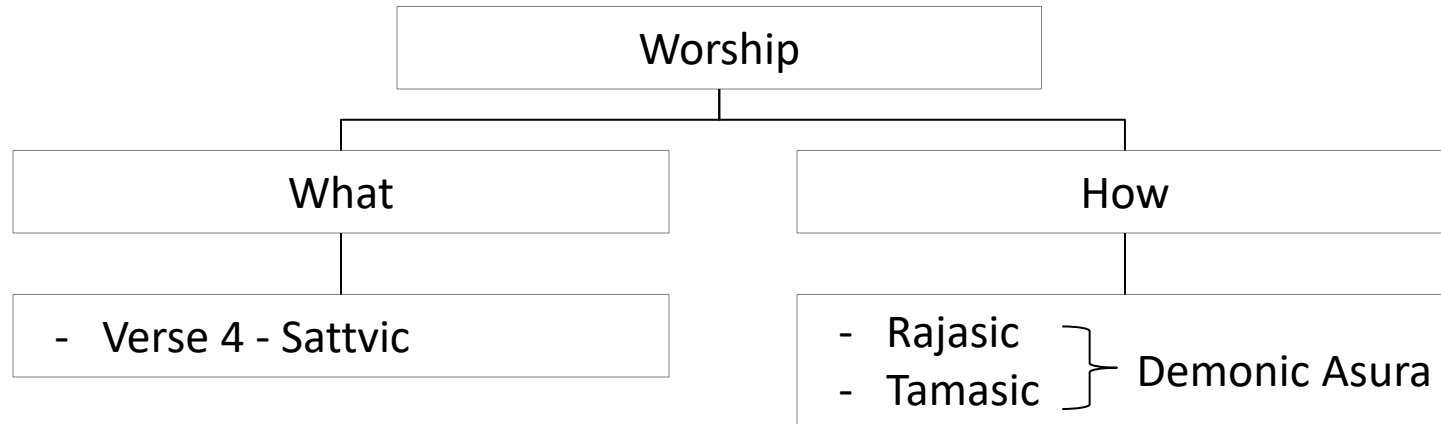 Worship
What
How
- Verse 4 - Sattvic
- Rajasic
- Tamasic
Demonic Asura